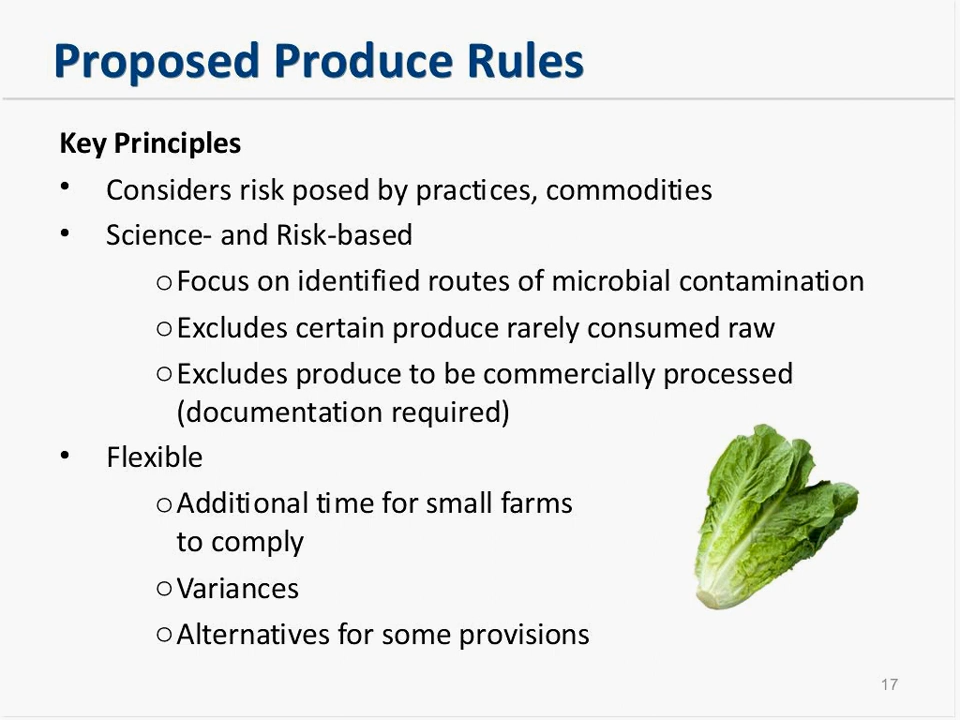 Proposed Produce Rules
Key Principles
• Considers risk posed by practices, commodities
• Science- and Risk-based
○ Focus on identified routes of microbial contamination
○ Excludes certain produce rarely consumed raw
○ Excludes produce to be commercially processed
(documentation required)
• Flexible
○ Additional time for small farms
to comply
○ Variances
○ Alternatives for some provisions
17